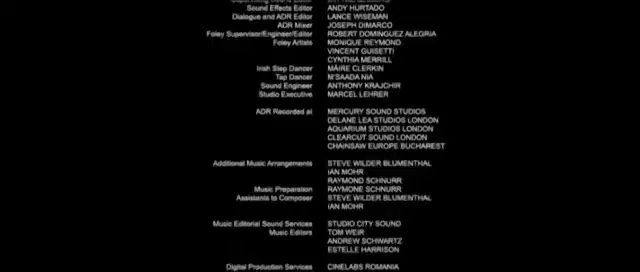 Sound Effects Editor ANDY HURTADO
Dialogue and ADR Editor LANCE WISEMAN
ADR Mixer JOSEPH DIMARCO
Foley Supervisor/Engineer/Editor ROBERT DOMINGUEZ ALEGRIA
Foley Artists MONIQUE REYMOND
VINCENT GUISETTI
CYNTHIA MERRILL
Irish Step Dancer MÁIRE CLERKIN
Tap Dancer M'SAADA NIA
Sound Engineer ANTHONY KRAJCHIR
Studio Executive MARCEL LEHRER
ADR Recorded at MERCURY SOUND STUDIOS
DELANE LEA STUDIOS LONDON
AQUARIUM STUDIOS LONDON
CLEARCUT SOUND LONDON
CHAINSAW EUROPE BUCHAREST
Additional Music Arrangements STEVE WILDER BLUMENTHAL
IAN MOHR
RAYMOND SCHNURR
Music Preparation RAYMONE SCHNURR
Assistants to Composer STEVE WILDER BLUMENTHAL
IAN MOHR
Music Editorial Sound Services STUDIO CITY SOUND
Music Editors TOM WEIR
ANDREW SCHWARTZ
ESTELLE HARRISON
Digital Production Services CINELABS ROMANIA